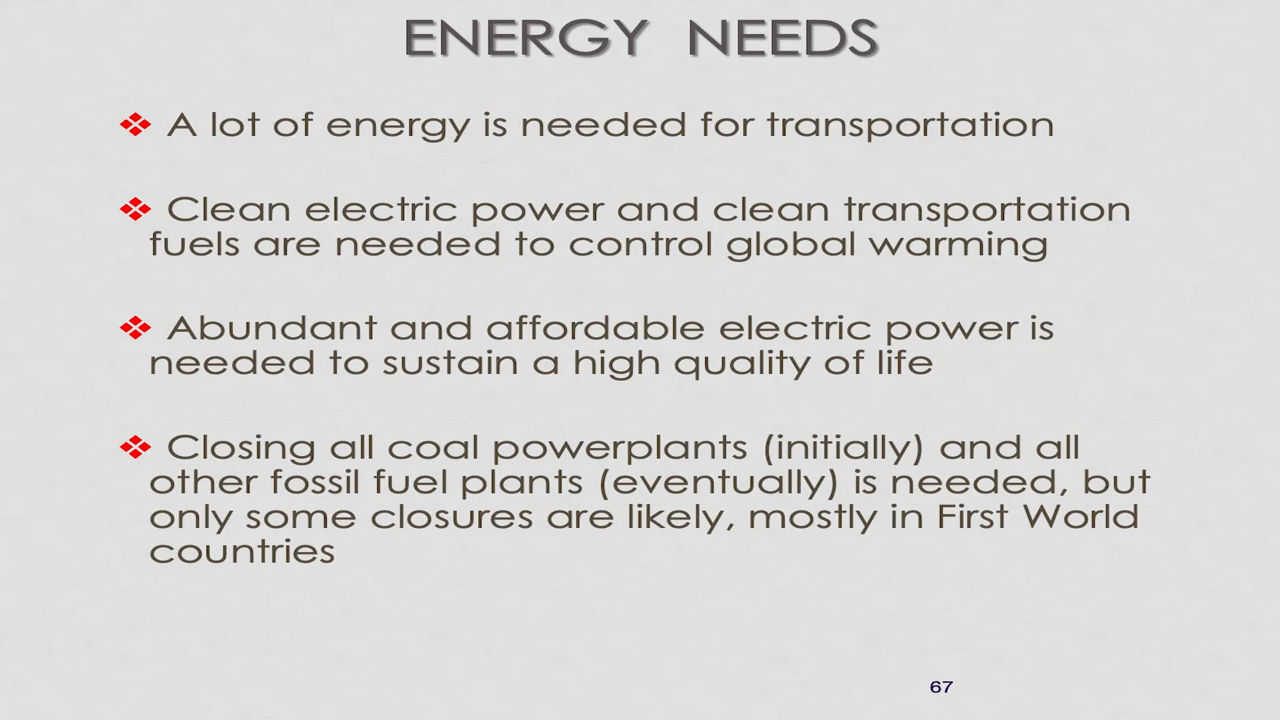 ENERGY NEEDS
❖ A lot of energy is needed for transportation
❖ Clean electric power and clean transportation
fuels are needed to control global warming
❖ Abundant and affordable electric power is
needed to sustain a high quality of life
❖ Closing all coal powerplants (initially) and all
other fossil fuel plants (eventually) is needed, but
only some closures are likely, mostly in First World
countries
67